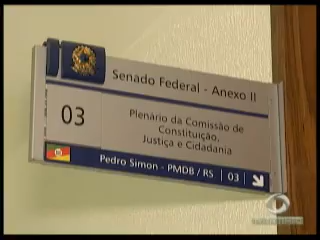 Senado Federal - Anexo II
03
Plenário da Comissão de
Constituição,
Justiça e Cidadania
Pedro Simon - PMDB / RS | 03